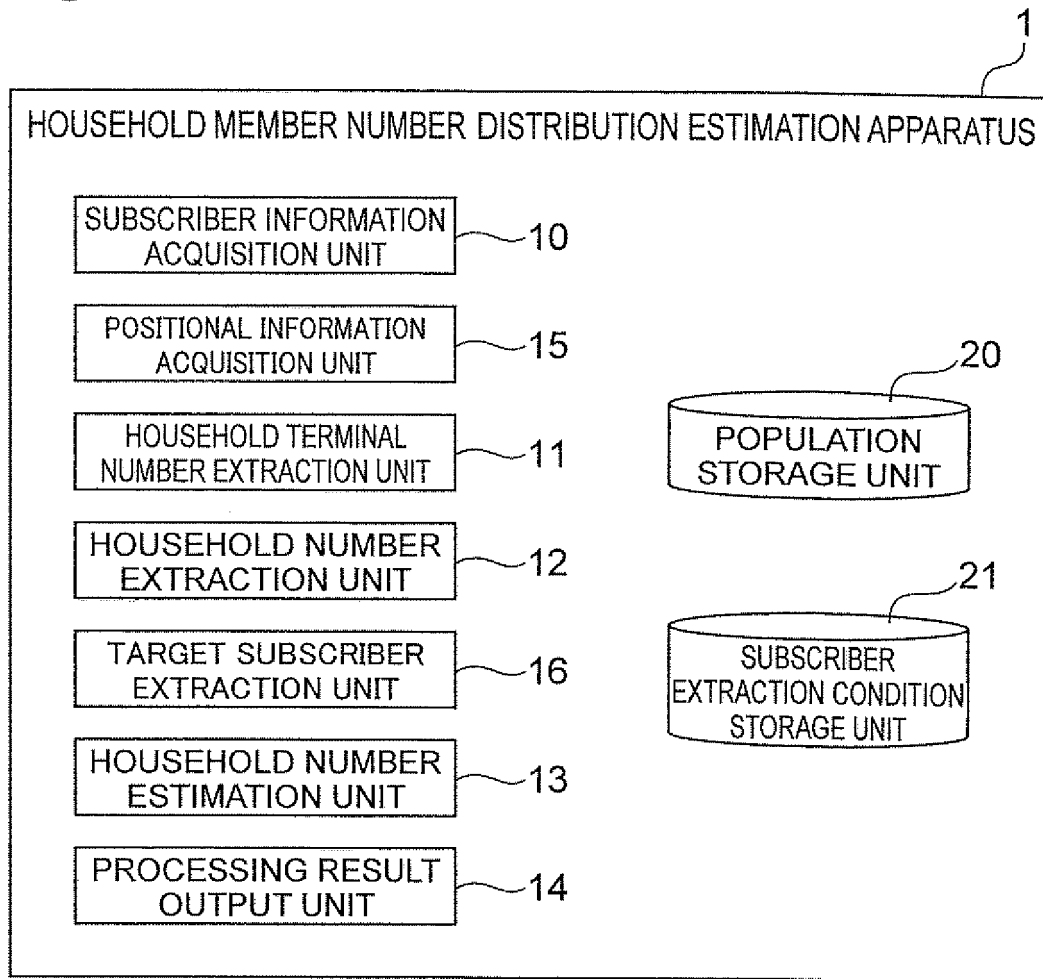 1
HOUSEHOLD MEMBER NUMBER DISTRIBUTION ESTIMATION APPARATUS
SUBSCRIBER INFORMATION
ACQUISITION UNIT
10
POSITIONAL INFORMATION
ACQUISITION UNIT
15
HOUSEHOLD TERMINAL
NUMBER EXTRACTION UNIT
11
HOUSEHOLD NUMBER
EXTRACTION UNIT
12
TARGET SUBSCRIBER
EXTRACTION UNIT
16
HOUSEHOLD NUMBER
ESTIMATION UNIT
13
PROCESSING RESULT
OUTPUT UNIT
14
20
POPULATION
STORAGE UNIT
21
SUBSCRIBER
EXTRACTION CONDITION
STORAGE UNIT